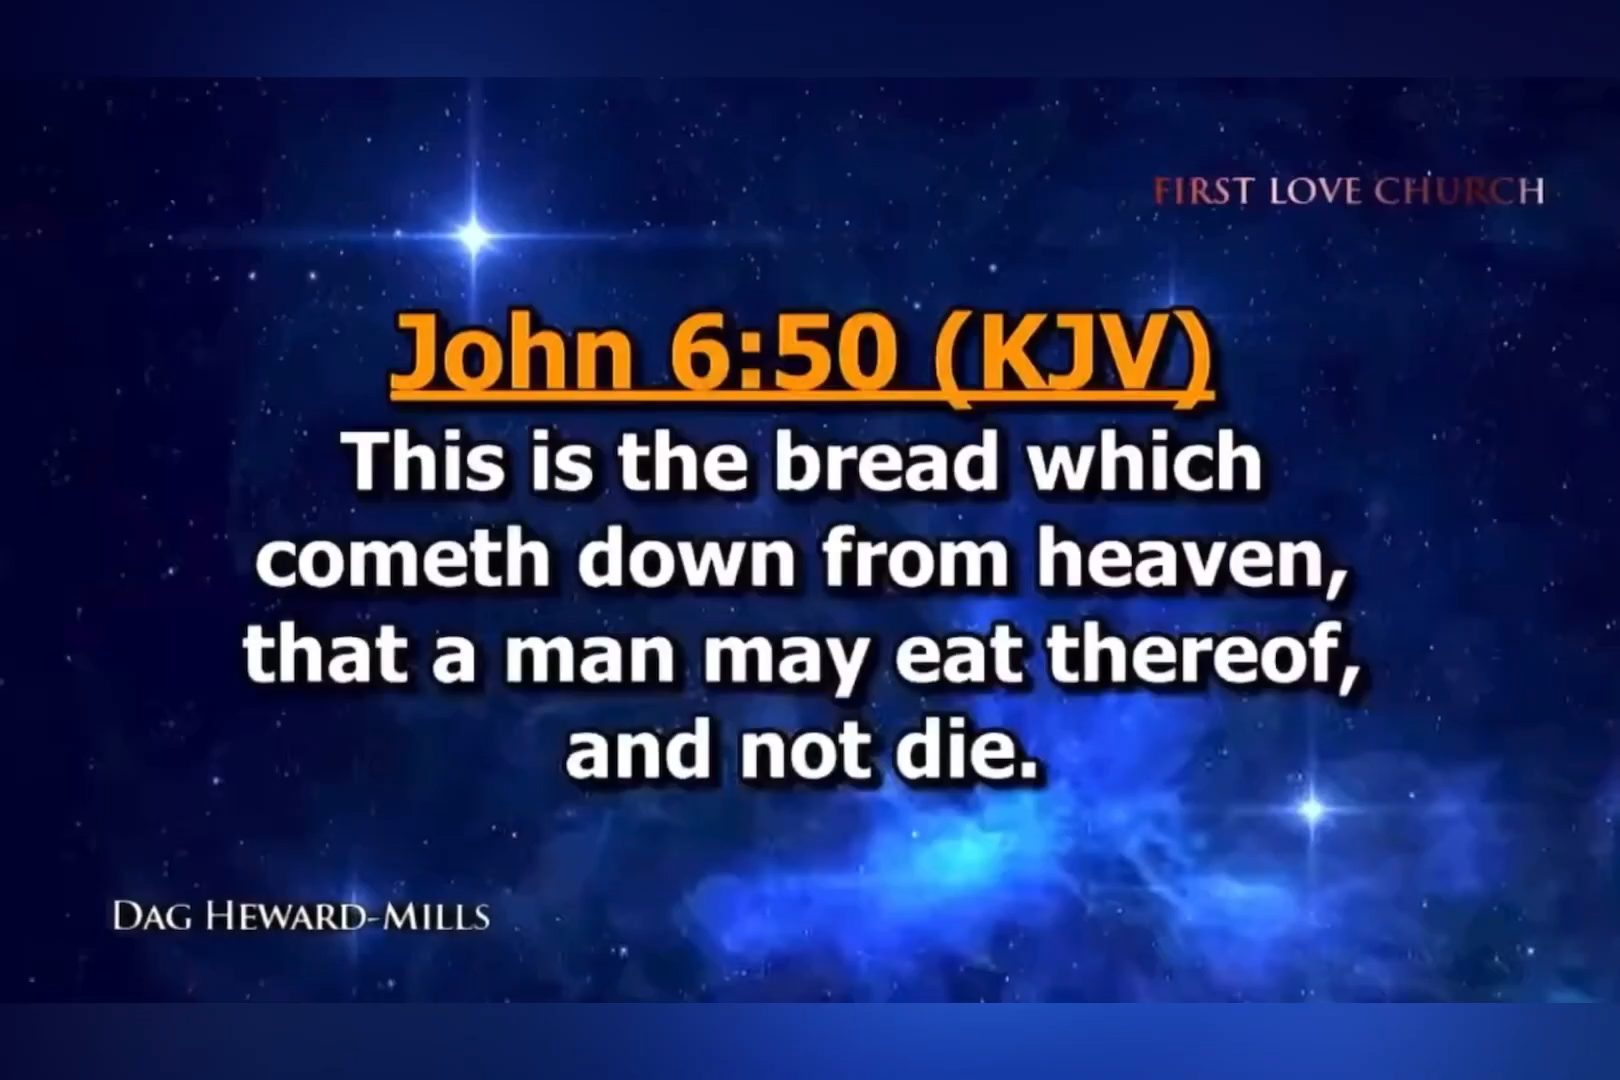 FIRST LOVE CHURCH
John 6:50 (KJV)
This is the bread which
cometh down from heaven,
that a man may eat thereof,
and not die.
DAG HEWARD-MILLS